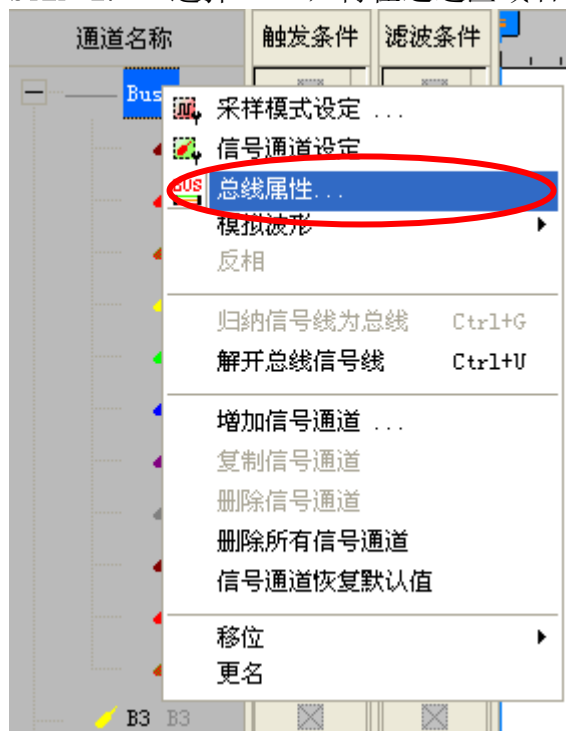 通道名称 触发条件 滤波条件
Bus
采样模式设定 ...
信号通道设定
BUS 总线属性...
模拟波形
反相
归纳信号线为总线 Ctrl+G
解开总线信号线 Ctrl+U
增加信号通道 ...
复制信号通道
删除信号通道
删除所有信号通道
信号通道恢复默认值
移位
更名
B3 B3